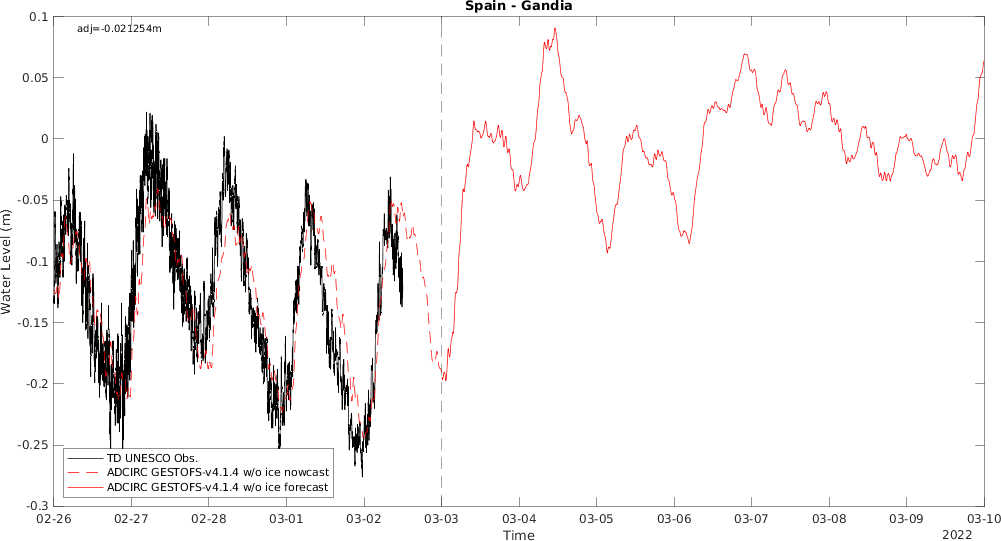 Spain - Gandia
adj=-0.021254m
0.1
0.05
0
-0.05
-0.1
-0.15
-0.2
-0.25
-0.3
Water Level (m)
TD UNESCO Obs.
ADCIRC GESTOFS-v4.1.4 w/o ice nowcast
ADCIRC GESTOFS-v4.1.4 w/o ice forecast
02-26 02-27 02-28 03-01 03-02 03-03 03-04 03-05 03-06 03-07 03-08 03-09 03-10
Time
2022